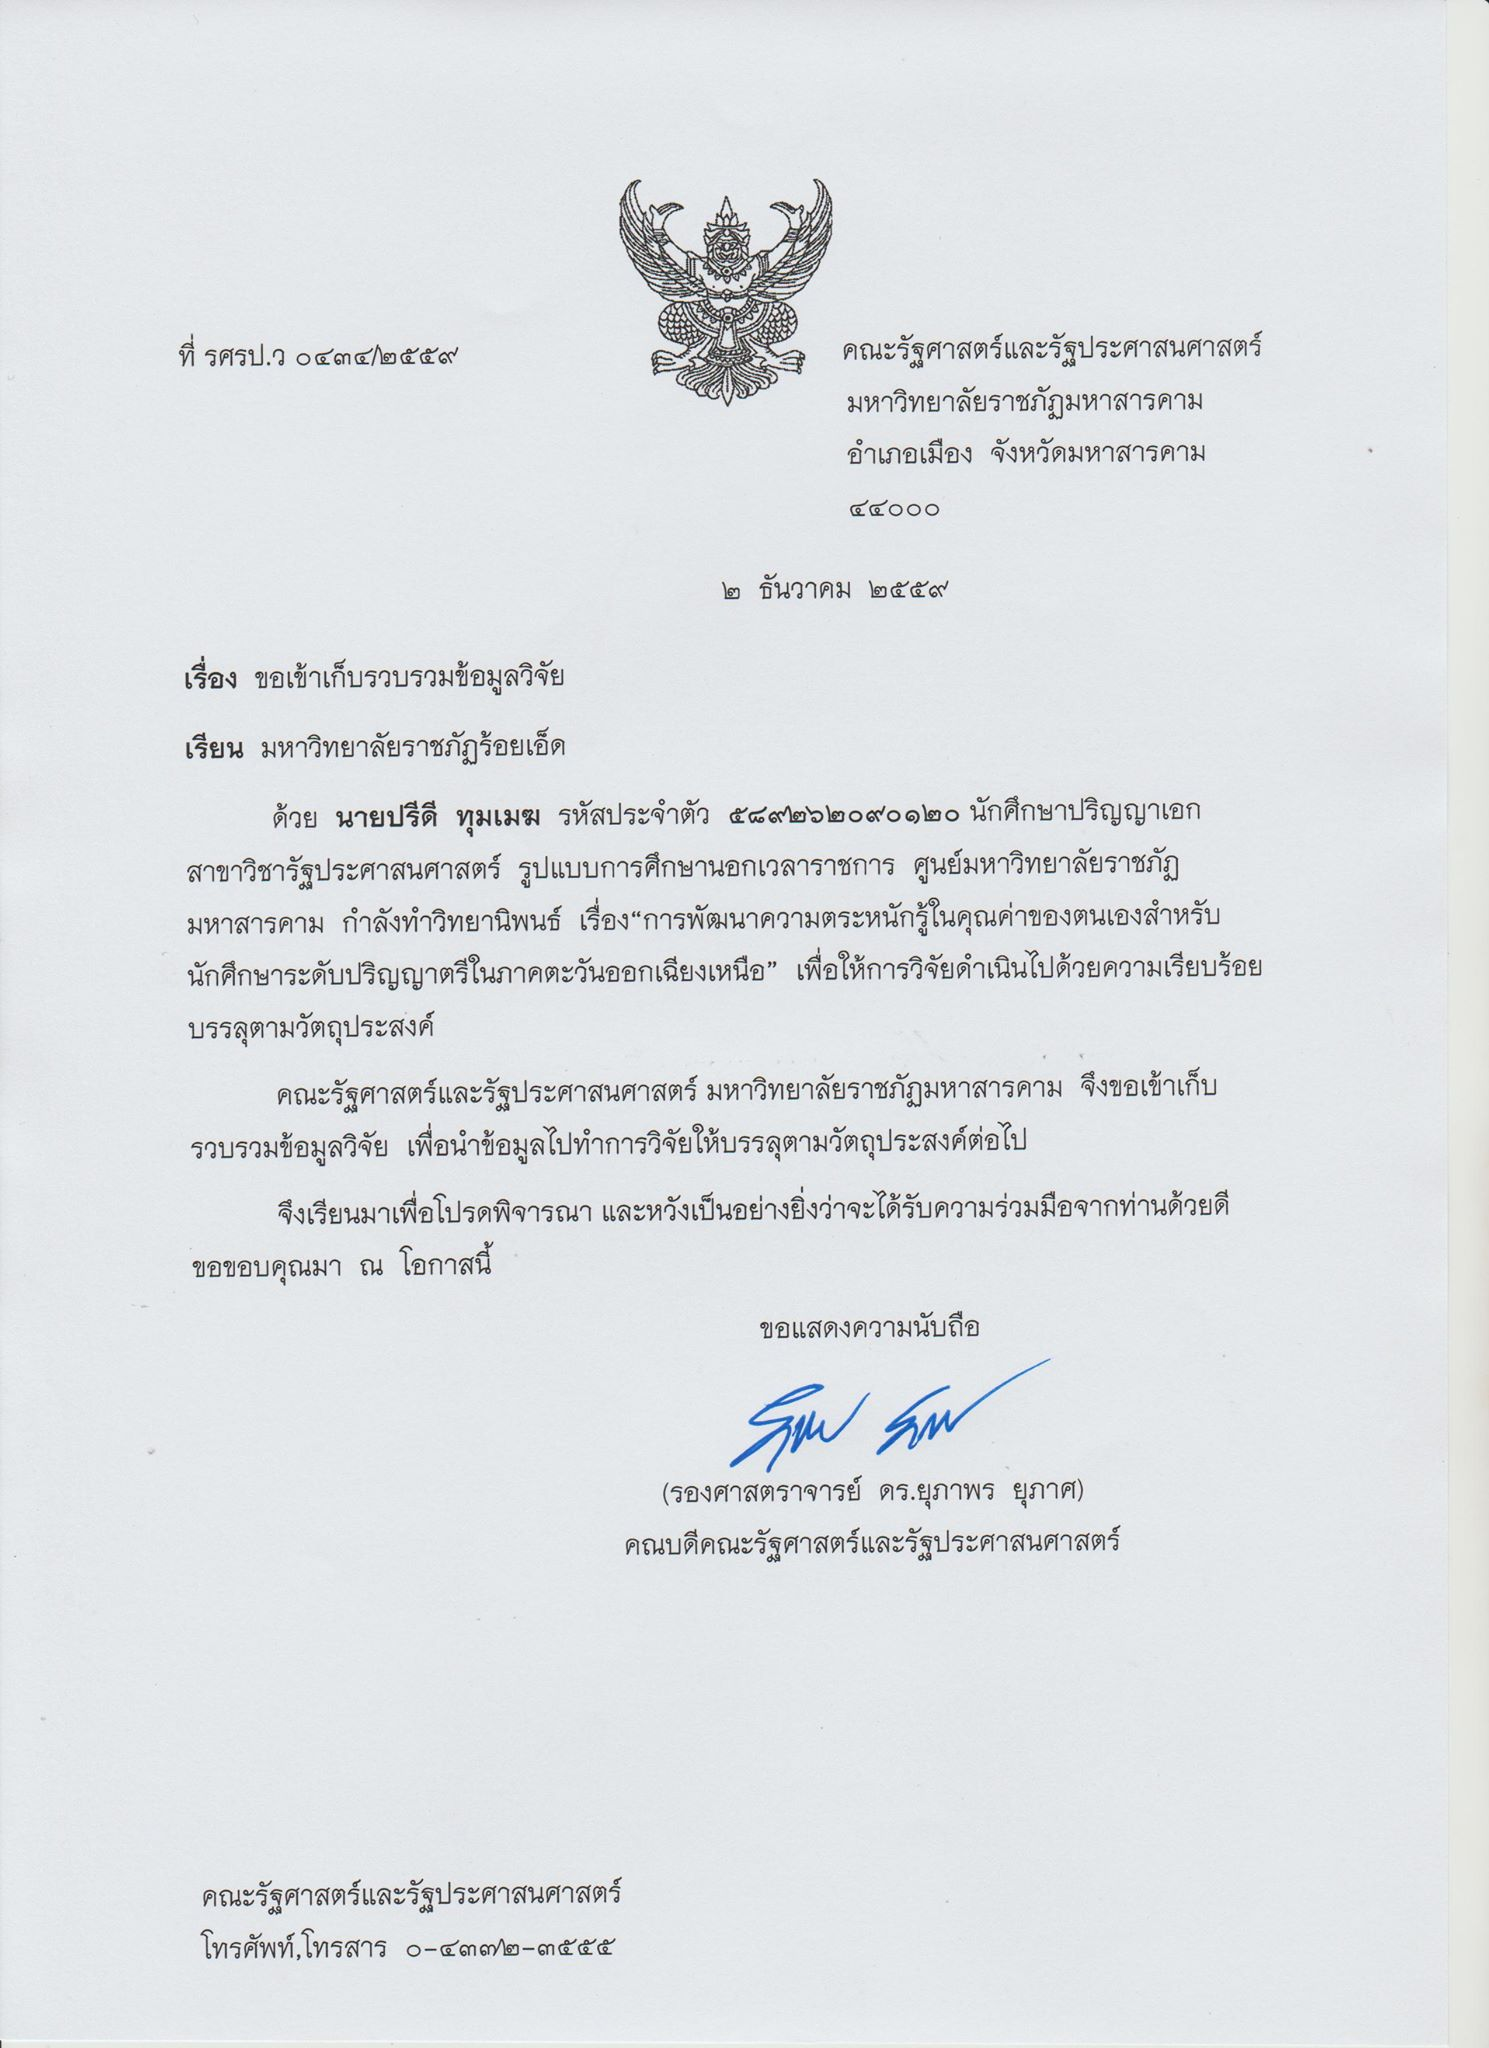 ที่ รศรป.ว ๐๔๓๔/๒๕๕๙
คณะรัฐศาสตร์และรัฐประศาสนศาสตร์
มหาวิทยาลัยราชภัฏมหาสารคาม
อำเภอเมือง จังหวัดมหาสารคาม
๔๔๐๐๐
๒ ธันวาคม ๒๕๕๙
เรื่อง ขอเข้าเก็บรวบรวมข้อมูลวิจัย
เรียน มหาวิทยาลัยราชภัฏร้อยเอ็ด
ด้วย นายปรีดี ทุมเมฆ รหัสประจำตัว ๕๘๙๒๖๒๐๙๐๑๒๐ นักศึกษาปริญญาเอก
สาขาวิชารัฐประศาสนศาสตร์ รูปแบบการศึกษานอกเวลาราชการ ศูนย์มหาวิทยาลัยราชภัฏ
มหาสารคาม กำลังทำวิทยานิพนธ์ เรื่อง“การพัฒนาความตระหนักรู้ในคุณค่าของตนเองสำหรับ
นักศึกษาระดับปริญญาตรีในภาคตะวันออกเฉียงเหนือ” เพื่อให้การวิจัยดำเนินไปด้วยความเรียบร้อย
บรรลุตามวัตถุประสงค์
คณะรัฐศาสตร์และรัฐประศาสนศาสตร์ มหาวิทยาลัยราชภัฏมหาสารคาม จึงขอเข้าเก็บ
รวบรวมข้อมูลวิจัย เพื่อนำข้อมูลไปทำการวิจัยให้บรรลุตามวัตถุประสงค์ต่อไป
จึงเรียนมาเพื่อโปรดพิจารณา และหวังเป็นอย่างยิ่งว่าจะได้รับความร่วมมือจากท่านด้วยดี
ขอขอบคุณมา ณ โอกาสนี้
ขอแสดงความนับถือ
(รองศาสตราจารย์ ดร.ยุภาพร ยุภาศ)
คณบดีคณะรัฐศาสตร์และรัฐประศาสนศาสตร์
คณะรัฐศาสตร์และรัฐประศาสนศาสตร์
โทรศัพท์,โทรสาร ๐-๔๓๗๒-๓๕๕๕